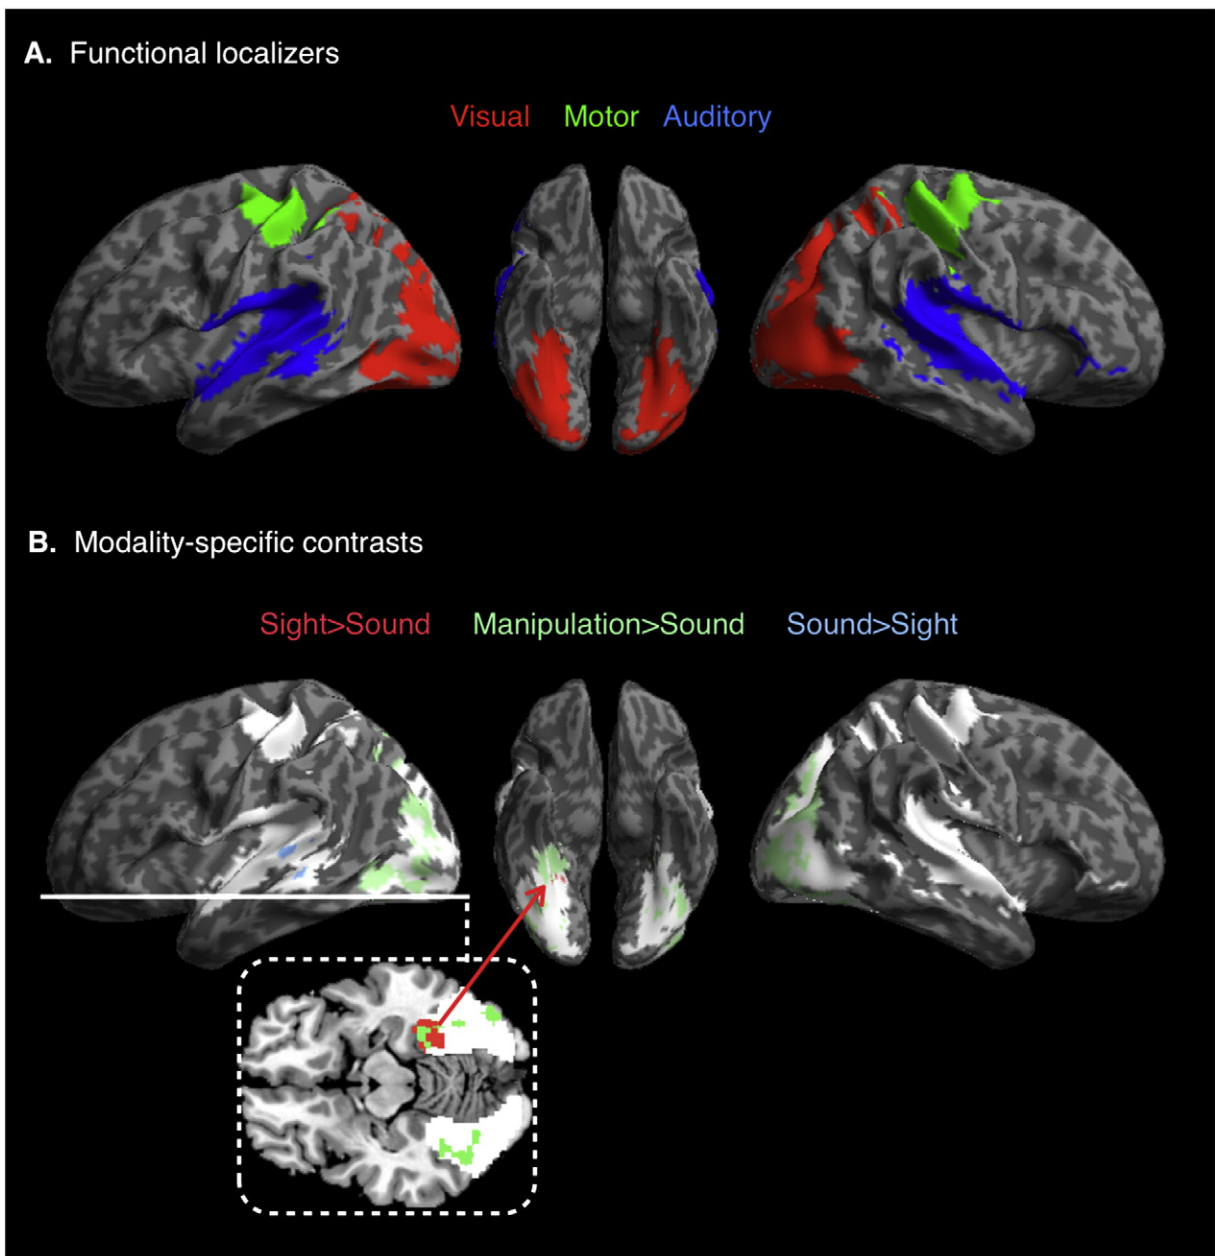 A. Functional localizers
Visual Motor Auditory
B. Modality-specific contrasts
Sight>Sound Manipulation>Sound Sound>Sight